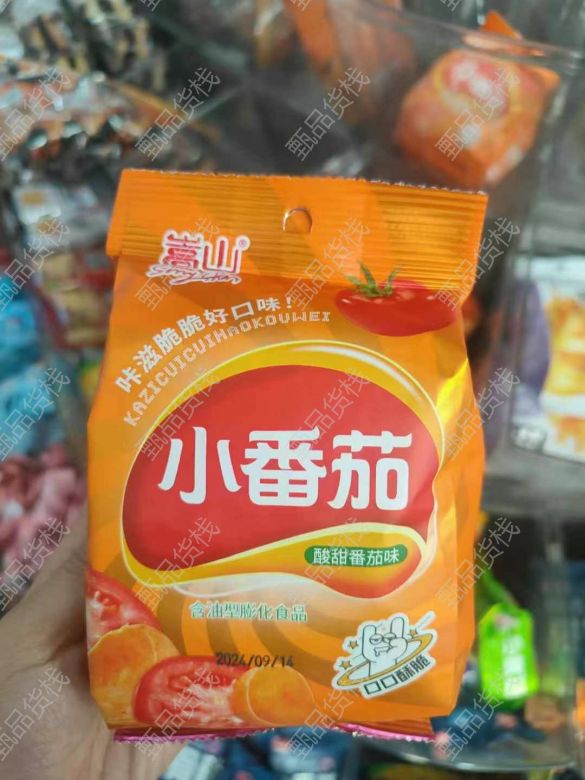 嵩山
咔滋脆脆好口味!
KAZICUICUIHAOKOUWEI
小番茄
酸甜番茄味
含油型膨化食品
2024/09/14
口口酥脆
甄品货栈